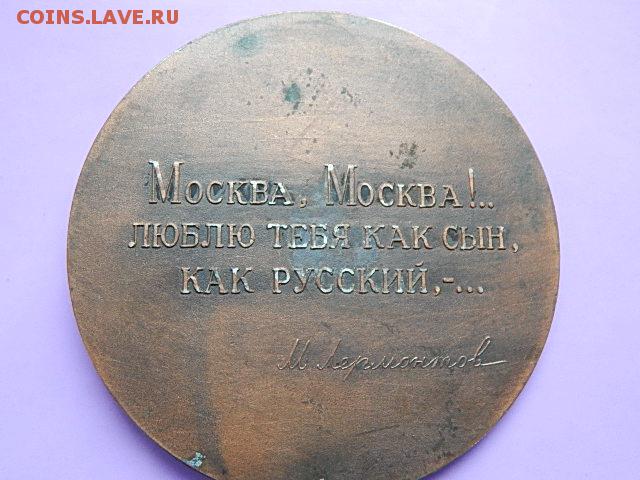 COINS.LAVE.RU
Москва, Москва!..
люблю тебя как сын,
как русский,-...
М Лермонтов